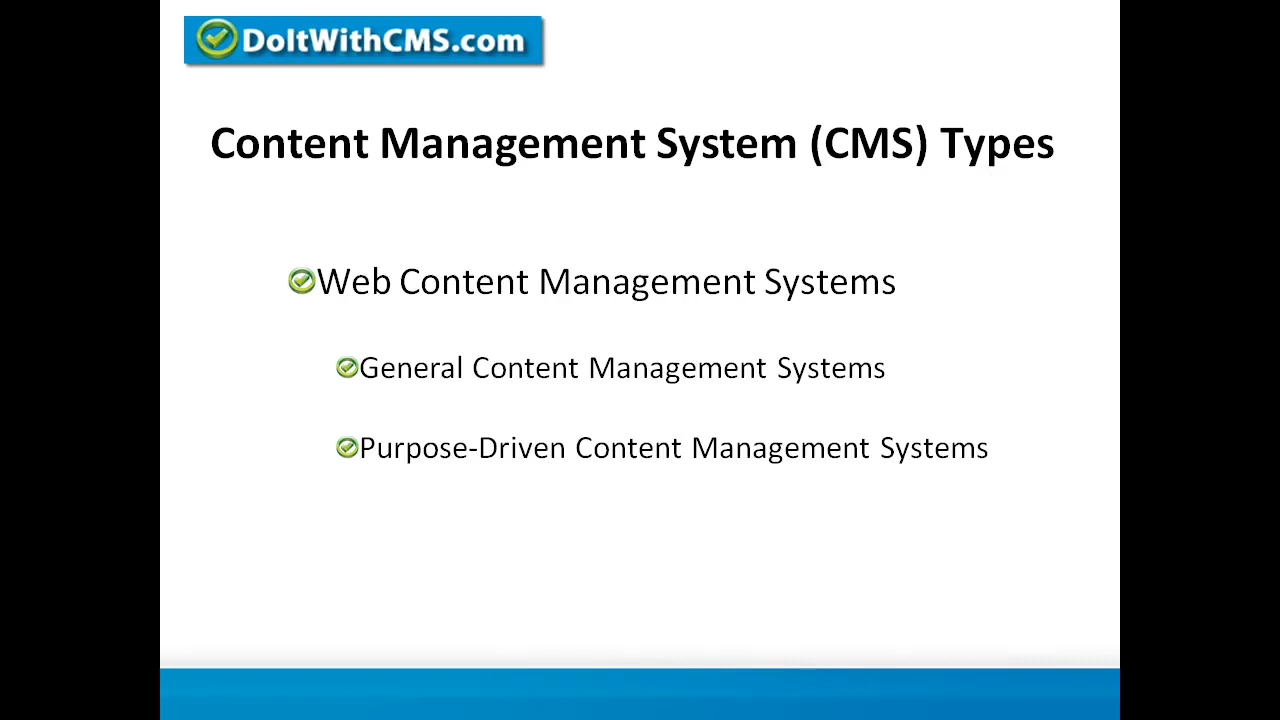 DoItWithCMS.com
Content Management System (CMS) Types
Web Content Management Systems
General Content Management Systems
Purpose-Driven Content Management Systems